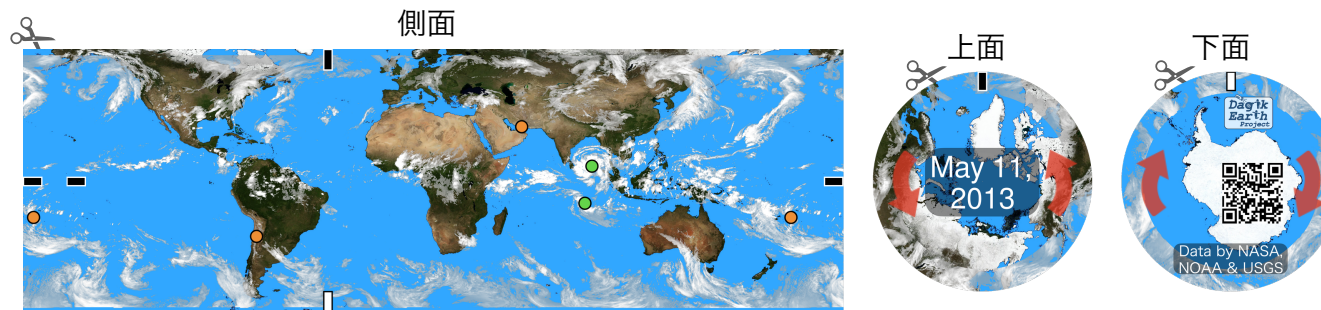 側面
上面
下面
May 11,
2013
Dagik
Earth
Project
Data by NASA,
NOAA & USGS